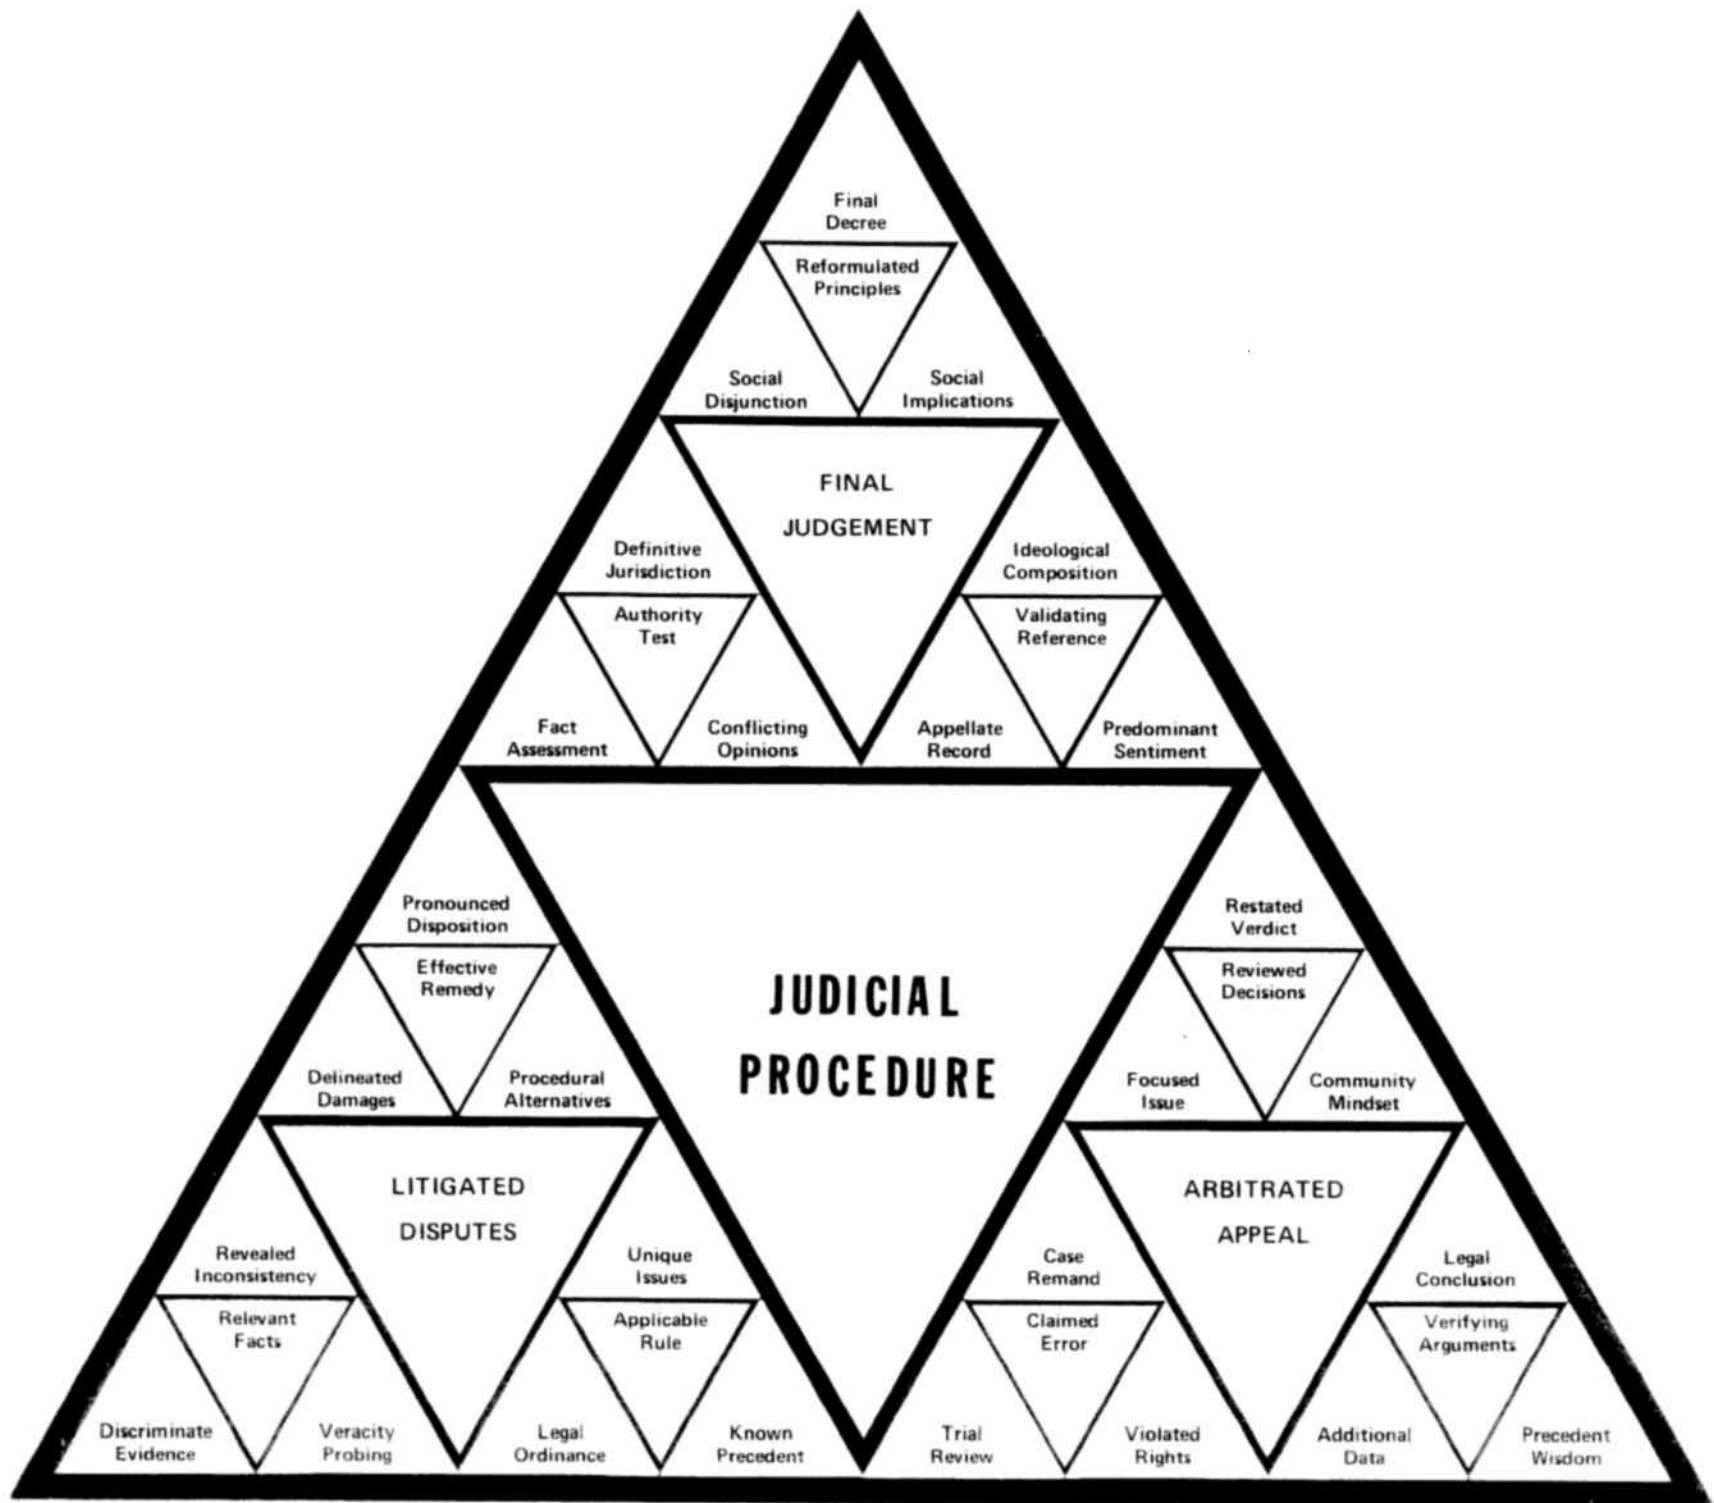 Final
Decree
Reformulated
Principles
Social
Disjunction
Social
Implications
FINAL
JUDGEMENT
Definitive
Jurisdiction
Authority
Test
Fact
Assessment
Conflicting
Opinions
Ideological
Composition
Validating
Reference
Appellate
Record
Predominant
Sentiment
JUDICIAL
PROCEDURE
Pronounced
Disposition
Effective
Remedy
Delineated
Damages
Procedural
Alternatives
LITIGATED
DISPUTES
Revealed
Inconsistency
Relevant
Facts
Discriminate
Evidence
Veracity
Probing
Unique
Issues
Applicable
Rule
Legal
Ordinance
Known
Precedent
Restated
Verdict
Reviewed
Decisions
Focused
Issue
Community
Mindset
ARBITRATED
APPEAL
Case
Remand
Claimed
Error
Trial
Review
Violated
Rights
Legal
Conclusion
Verifying
Arguments
Additional
Data
Precedent
Wisdom